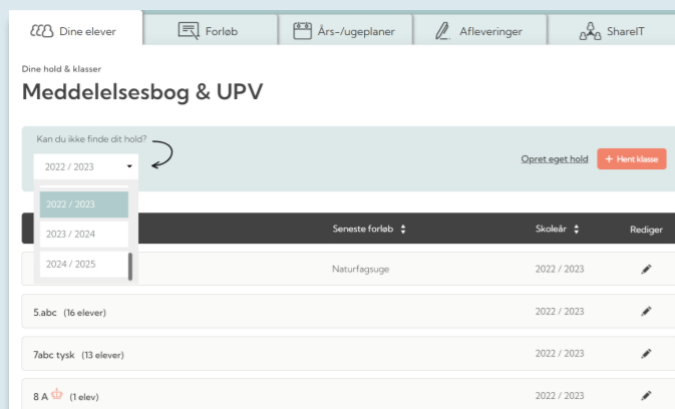 Dine elever
Forløb
Års-/ugeplaner
Afleveringer
ShareIT
Dine hold & klasser
Meddelelsesbog & UPV
Kan du ikke finde dit hold?
2022 / 2023
Opret eget hold
+ Hent klasse
2022 / 2023
2023 / 2024
2024 / 2025
Seneste forløb
Skoleår
Rediger
Naturfagsuge
2022 / 2023
5.abc (16 elever)
2022 / 2023
7abc tysk (13 elever)
2022 / 2023
8 A (1 elev)
2022 / 2023